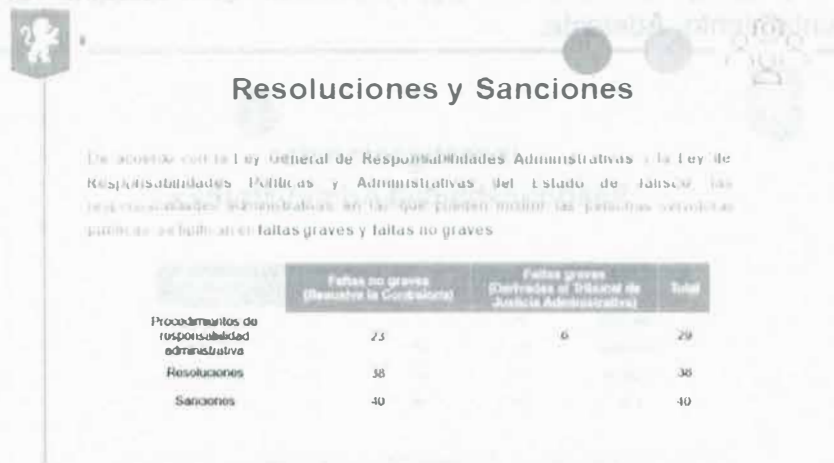 Resoluciones y Sanciones
De acuerdo con la Ley General de Responsabilidades Administrativas y la Ley de
Responsabilidades Políticas y Administrativas del Estado de Jalisco, las
responsabilidades administrativas en las que pueden incidir las personas servidoras
públicas, se tipifican en faltas graves y faltas no graves
Faltas no graves (Resuelve la Contraloría)
Faltas graves (Derivadas al Tribunal de Justicia Administrativa)
Total
Procedimientos de responsabilidad administrativa 23 6 29
Resoluciones 38 38
Sanciones 40 40